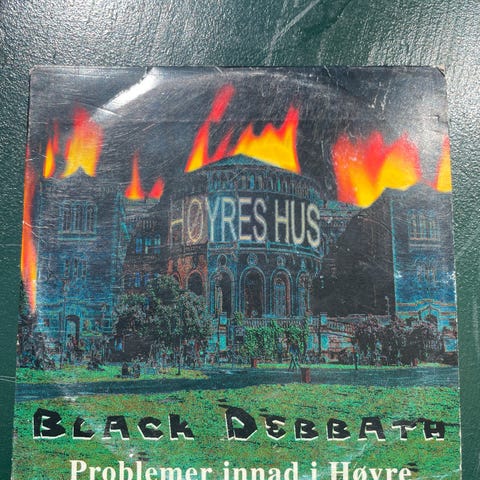 HØYRES HUS
BLACK DEBBATH
Problemer innad i Høyre